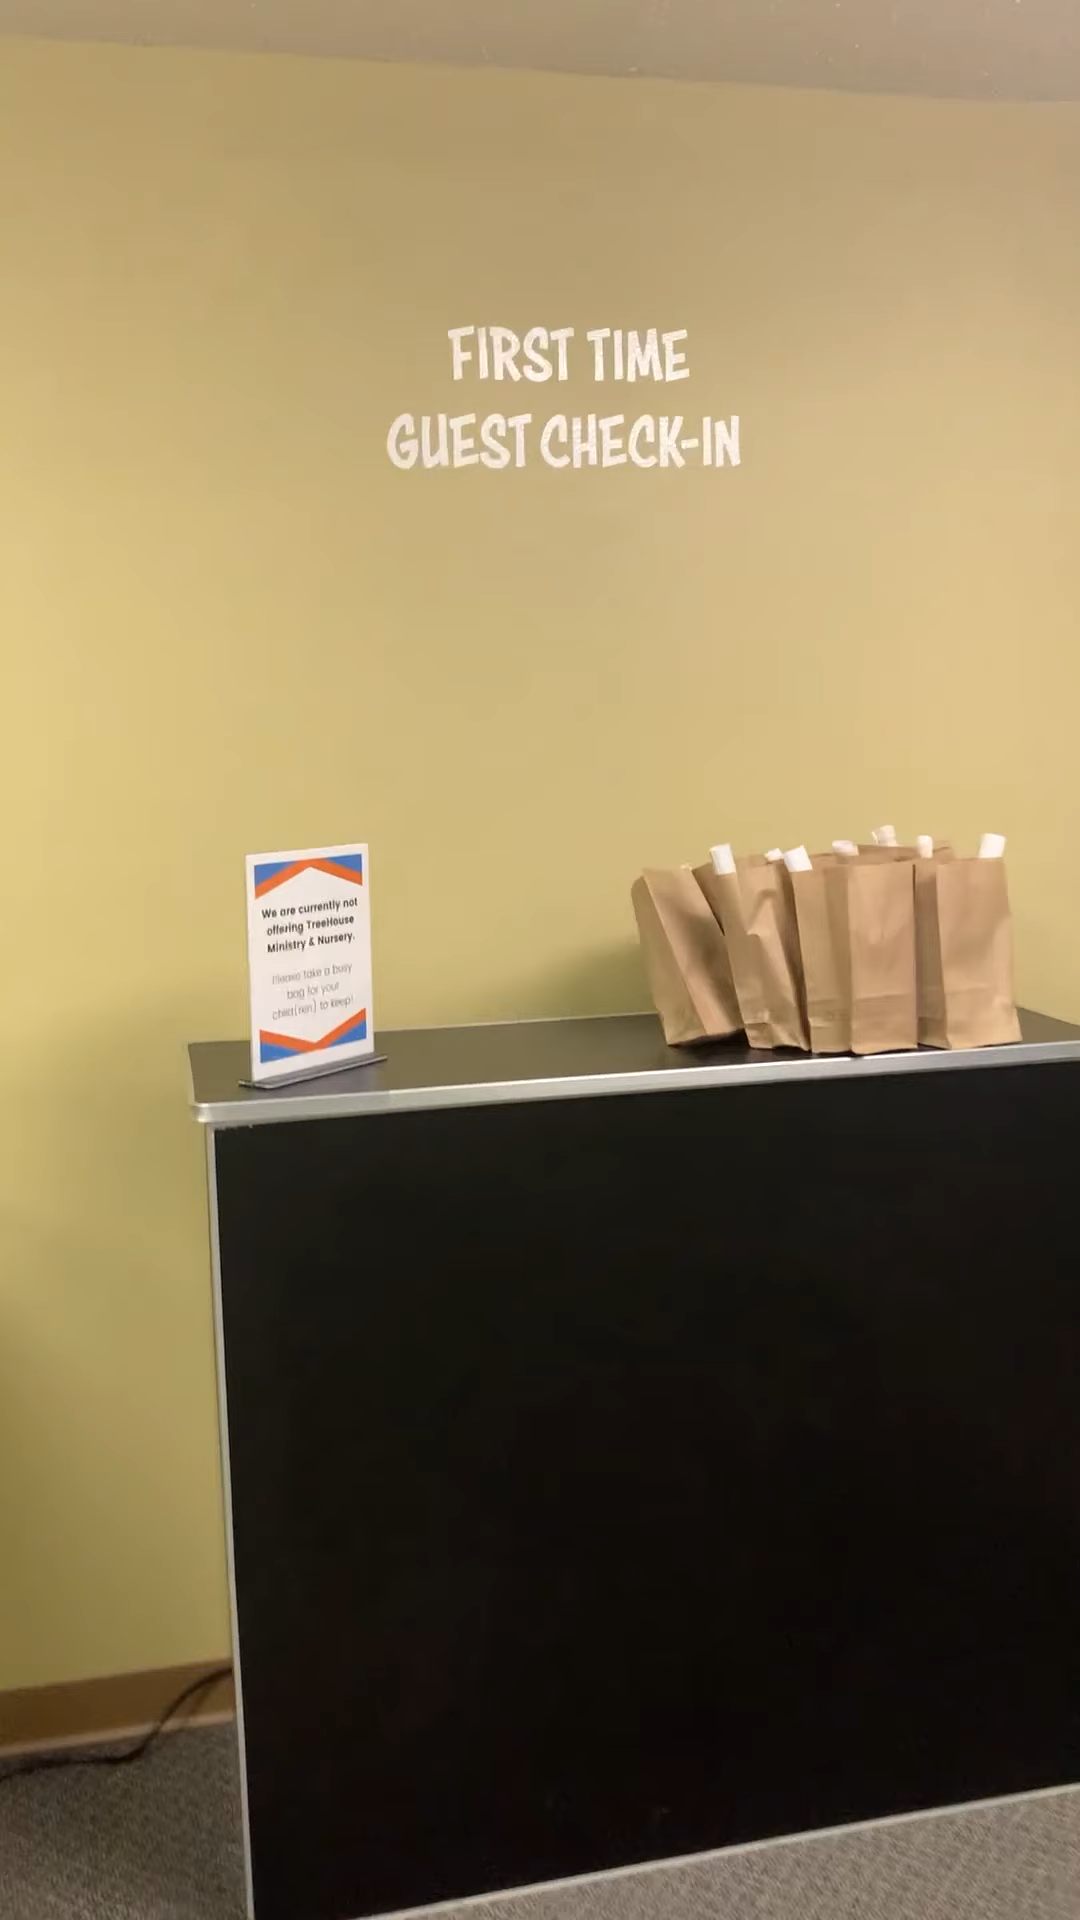 FIRST TIME
GUEST CHECK-IN
We are currently not
offering TreeHouse
Ministry & Nursery.
Please take a busy
bag for your
child(ren) to keep!